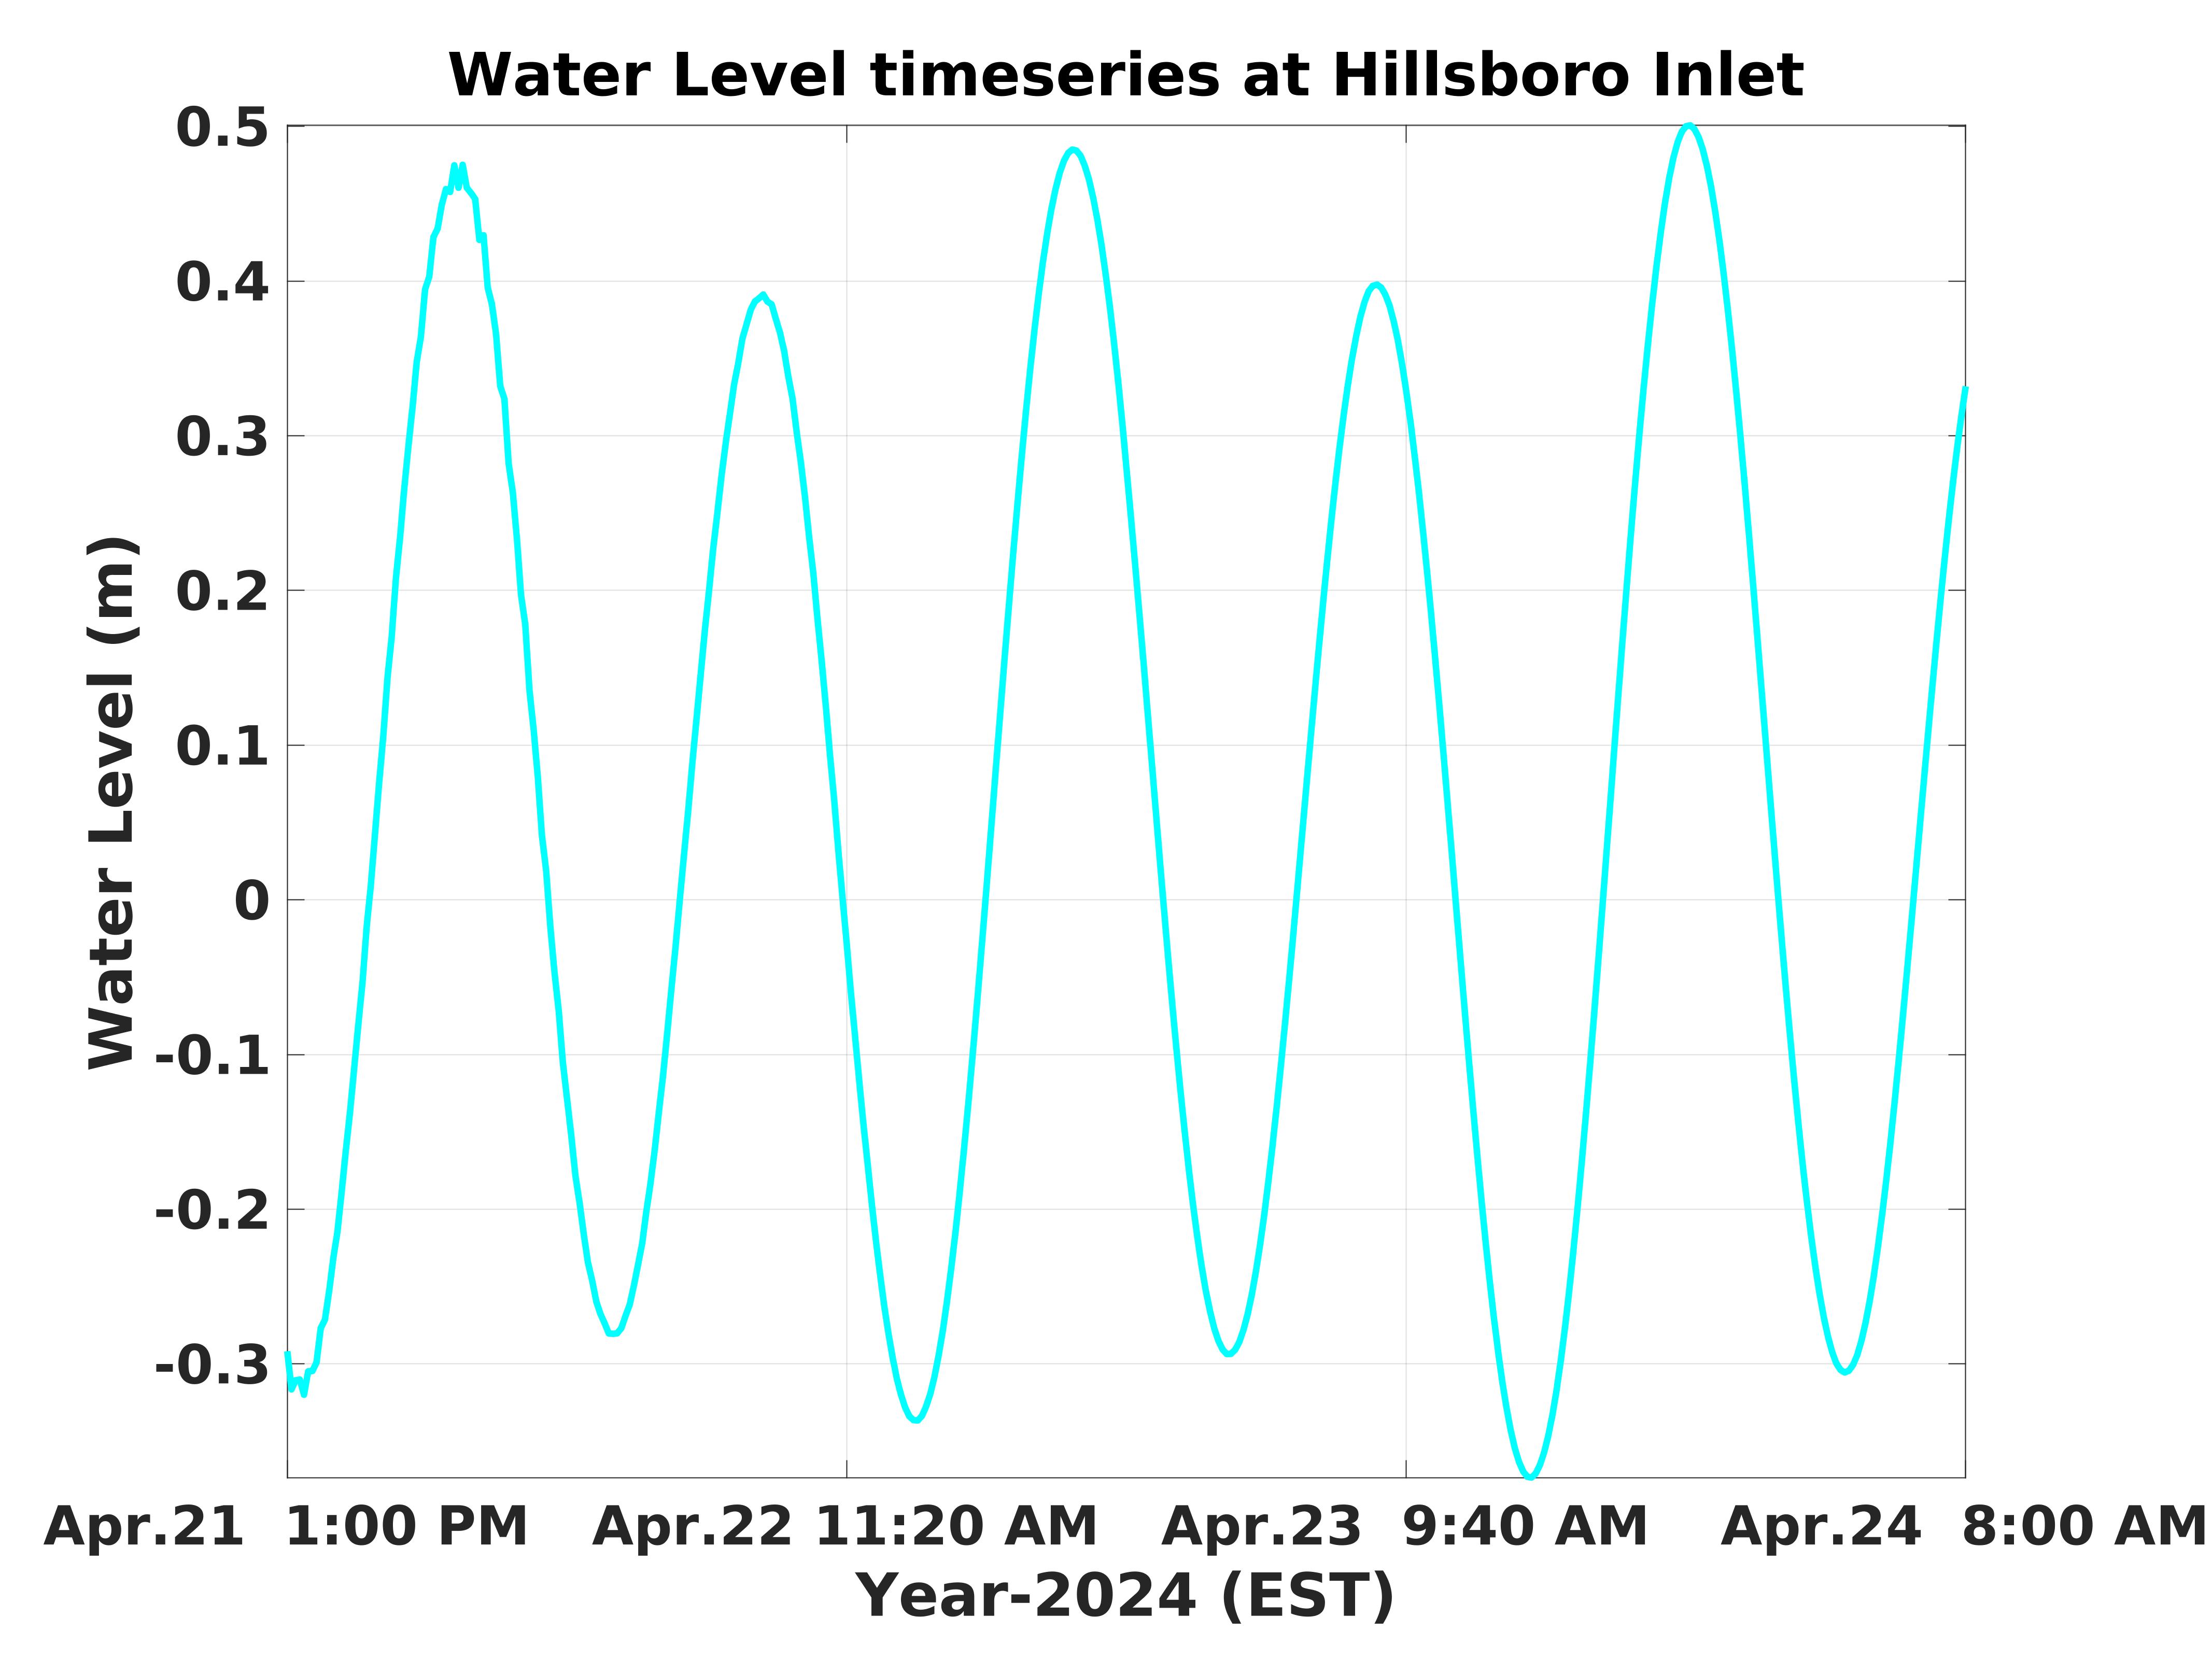 Water Level timeseries at Hillsboro Inlet
0.5
0.4
0.3
0.2
0.1
0
-0.1
-0.2
-0.3
Water Level (m)
Apr.21 1:00 PM Apr.22 11:20 AM Apr.23 9:40 AM Apr.24 8:00 AM
Year-2024 (EST)